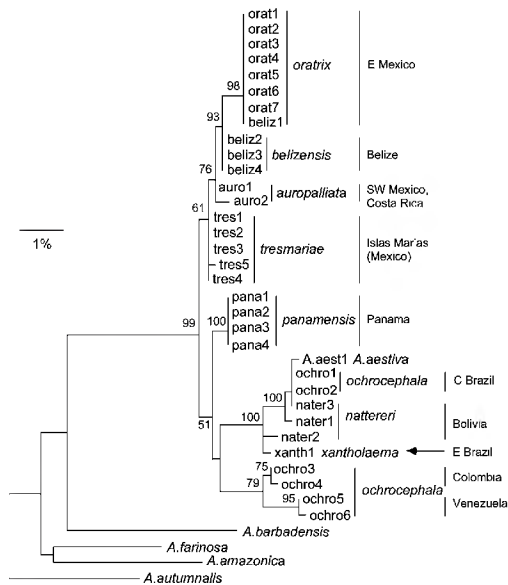 orat1
orat2
orat3
orat4
orat5
orat6
orat7
beliz1
oratrix
E Mexico
98
93
beliz2
beliz3
beliz4
belizensis
Belize
76
auro1
auro2
auropalliata
SW Mexico,
Costa Rica
61
tres1
tres2
tres3
tres5
tres4
tresmariae
Islas Mar´as
(Mexico)
1%
99
100
pana1
pana2
pana3
pana4
panamensis
Panama
A.aest1 A.aestiva
ochro1
ochro2
ochrocephala
C Brazil
100
nater3
nater1
nater2
nattereri
Bolivia
100
51
xanth1 xantholaema
E Brazil
75
79
ochro3
ochro4
95
ochro5
ochro6
ochrocephala
Colombia
Venezuela
A.barbadensis
A.farinosa
A.amazonica
A.autumnalis